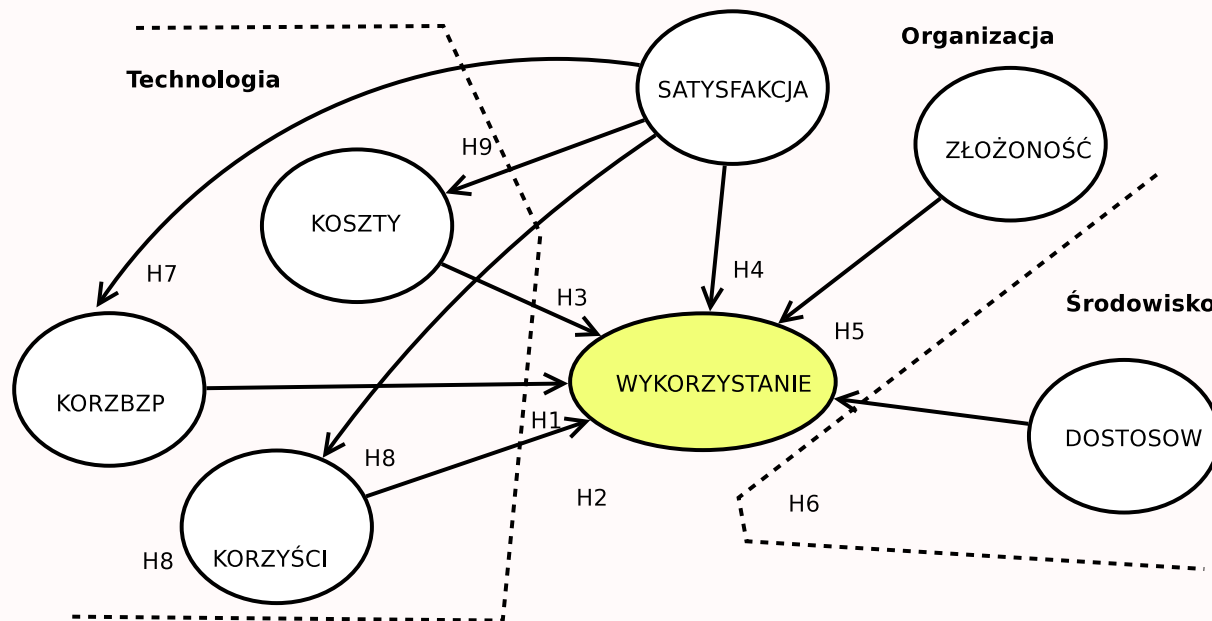 Organizacja
Technologia
SATYSFAKCJA
H9
ZŁOŻONOŚĆ
KOSZTY
H7
H4
H3
Środowisko
H5
WYKORZYSTANIE
KORZBZP
H1
DOSTOSOW
H8
H2
H6
H8
KORZYŚCI